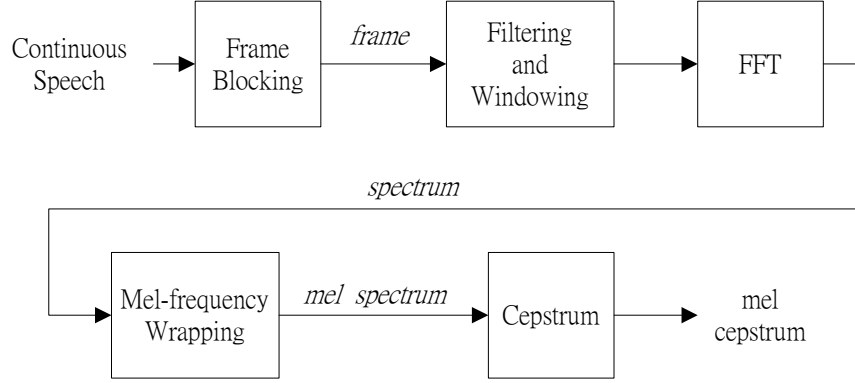 Continuous
Speech
Frame
Blocking
frame
Filtering
and
Windowing
FFT
spectrum
Mel-frequency
Wrapping
mel spectrum
Cepstrum
mel
cepstrum